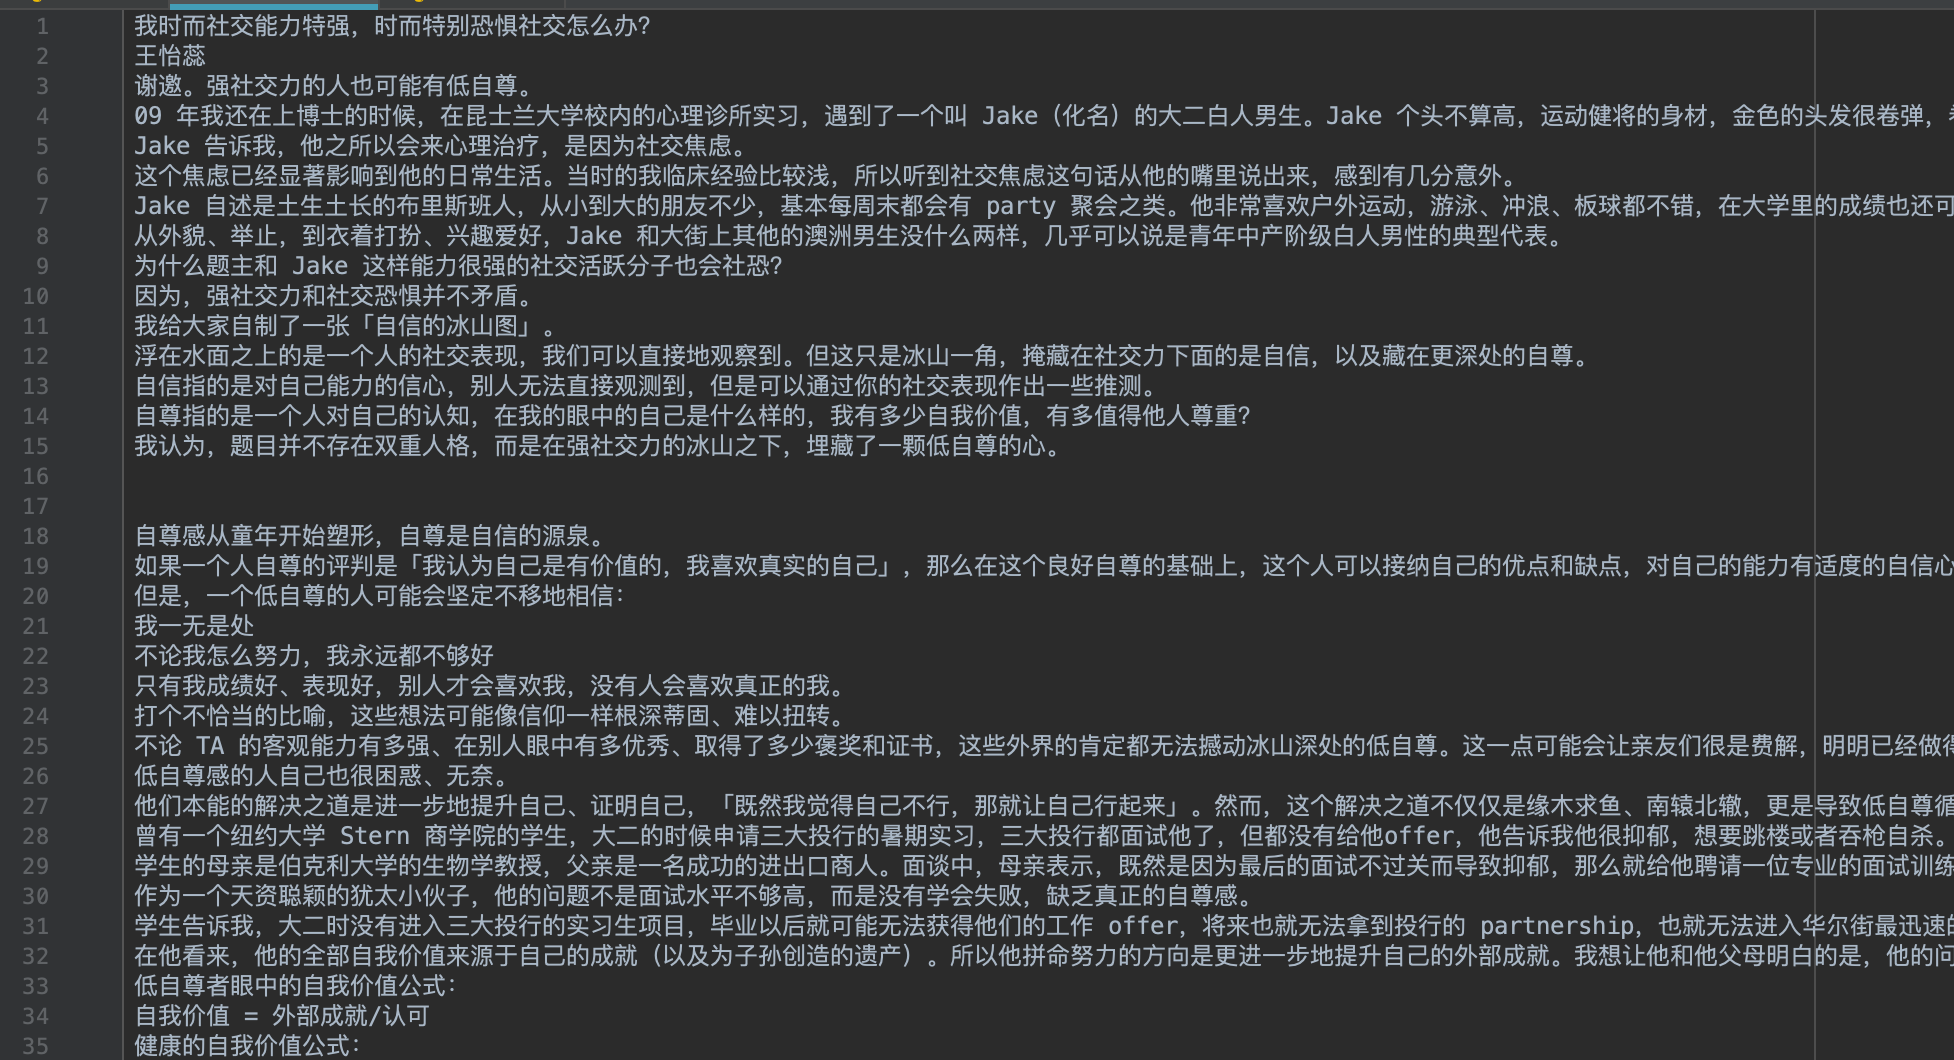 1 我时而社交能力特强，时而特别恐惧社交怎么办？
2 王怡蕊
3 谢邀。强社交力的人也可能有低自尊。
4 09 年我还在上博士的时候，在昆士兰大学校内的心理诊所实习，遇到了一个叫 Jake（化名）的大二白人男生。Jake 个头不算高，运动健将的身材，金色的头发很卷弹，
5 Jake 告诉我，他之所以会来心理治疗，是因为社交焦虑。
6 这个焦虑已经显著影响到他的日常生活。当时的我临床经验比较浅，所以听到社交焦虑这句话从他的嘴里说出来，感到有几分意外。
7 Jake 自述是土生土长的布里斯班人，从小到大的朋友不少，基本每周末都会有 party 聚会之类。他非常喜欢户外运动，游泳、冲浪、板球都不错，在大学里的成绩也还可
8 从外貌、举止，到衣着打扮、兴趣爱好，Jake 和大街上其他的澳洲男生没什么两样，几乎可以说是青年中产阶级白人男性的典型代表。
9 为什么题主和 Jake 这样能力很强的社交活跃分子也会社恐？
10 因为，强社交力和社交恐惧并不矛盾。
11 我给大家自制了一张「自信的冰山图」。
12 浮在水面之上的是一个人的社交表现，我们可以直接地观察到。但这只是冰山一角，掩藏在社交力下面的是自信，以及藏在更深处的自尊。
13 自信指的是对自己能力的信心，别人无法直接观测到，但是可以通过你的社交表现作出一些推测。
14 自尊指的是一个人对自己的认知，在我的眼中的自己是什么样的，我有多少自我价值，有多值得他人尊重？
15 我认为，题目并不存在双重人格，而是在强社交力的冰山之下，埋藏了一颗低自尊的心。
16
17
18 自尊感从童年开始塑形，自尊是自信的源泉。
19 如果一个人自尊的评判是「我认为自己是有价值的，我喜欢真实的自己」，那么在这个良好自尊的基础上，这个人可以接纳自己的优点和缺点，对自己的能力有适度的自信心
20 但是，一个低自尊的人可能会坚定不移地相信：
21 我一无是处
22 不论我怎么努力，我永远都不够好
23 只有我成绩好、表现好，别人才会喜欢我，没有人会喜欢真正的我。
24 打个不恰当的比喻，这些想法可能像信仰一样根深蒂固、难以扭转。
25 不论 TA 的客观能力有多强、在别人眼中有多优秀、取得了多少褒奖和证书，这些外界的肯定都无法撼动冰山深处的低自尊。这一点可能会让亲友们很是费解，明明已经做得
26 低自尊感的人自己也很困惑、无奈。
27 他们本能的解决之道是进一步地提升自己、证明自己，「既然我觉得自己不行，那就让自己行起来」。然而，这个解决之道不仅仅是缘木求鱼、南辕北辙，更是导致低自尊循
28 曾有一个纽约大学 Stern 商学院的学生，大二的时候申请三大投行的暑期实习，三大投行都面试他了，但都没有给他offer，他告诉我他很抑郁，想要跳楼或者吞枪自杀。
29 学生的母亲是伯克利大学的生物学教授，父亲是一名成功的进出口商人。面谈中，母亲表示，既然是因为最后的面试不过关而导致抑郁，那么就给他聘请一位专业的面试训练
30 作为一个天资聪颖的犹太小伙子，他的问题不是面试水平不够高，而是没有学会失败，缺乏真正的自尊感。
31 学生告诉我，大二时没有进入三大投行的实习生项目，毕业以后就可能无法获得他们的工作 offer，将来也就无法拿到投行的 partnership，也就无法进入华尔街最迅速的
32 在他看来，他的全部自我价值来源于自己的成就（以及为子孙创造的遗产）。所以他拼命努力的方向是更进一步地提升自己的外部成就。我想让他和他父母明白的是，他的问
33 低自尊者眼中的自我价值公式：
34 自我价值 = 外部成就/认可
35 健康的自我价值公式：